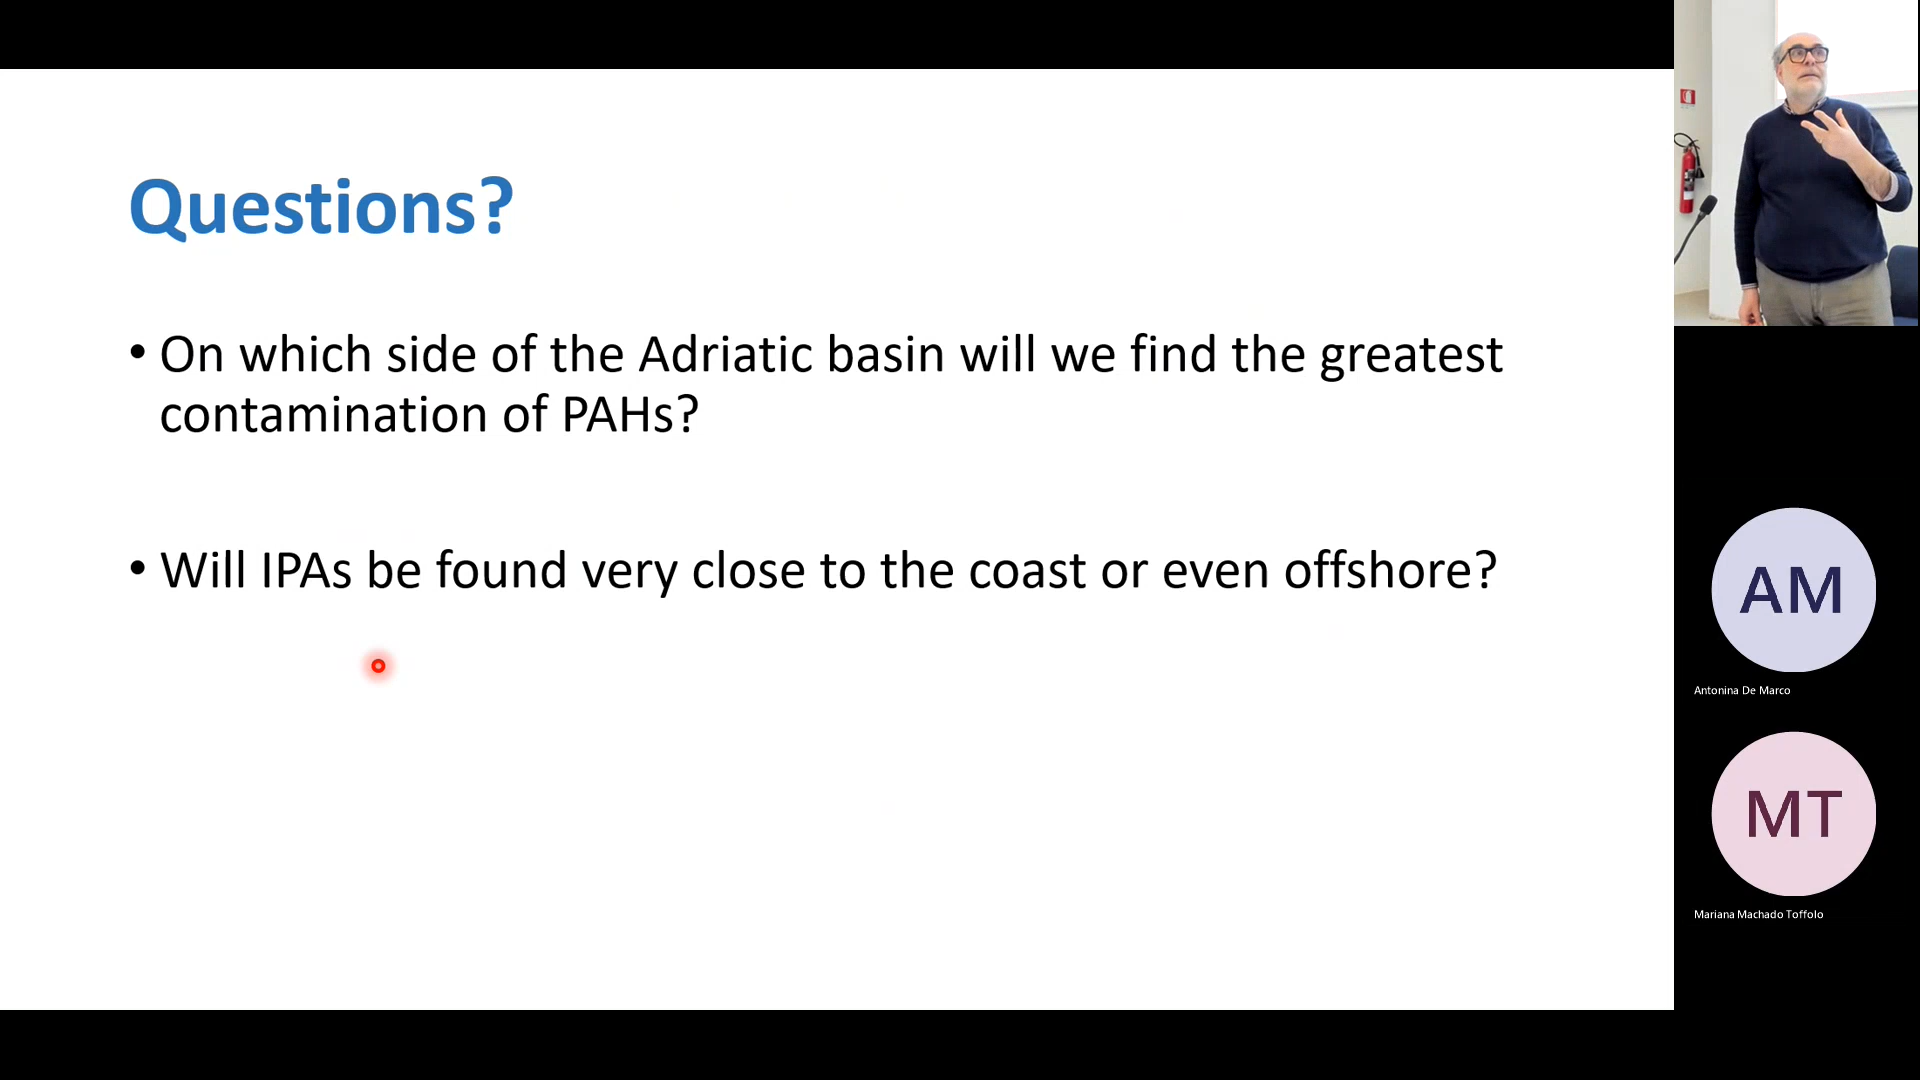 Questions?
• On which side of the Adriatic basin will we find the greatest
contamination of PAHs?
• Will IPAs be found very close to the coast or even offshore?
AM
Antonina De Marco
MT
Mariana Machado Toffolo